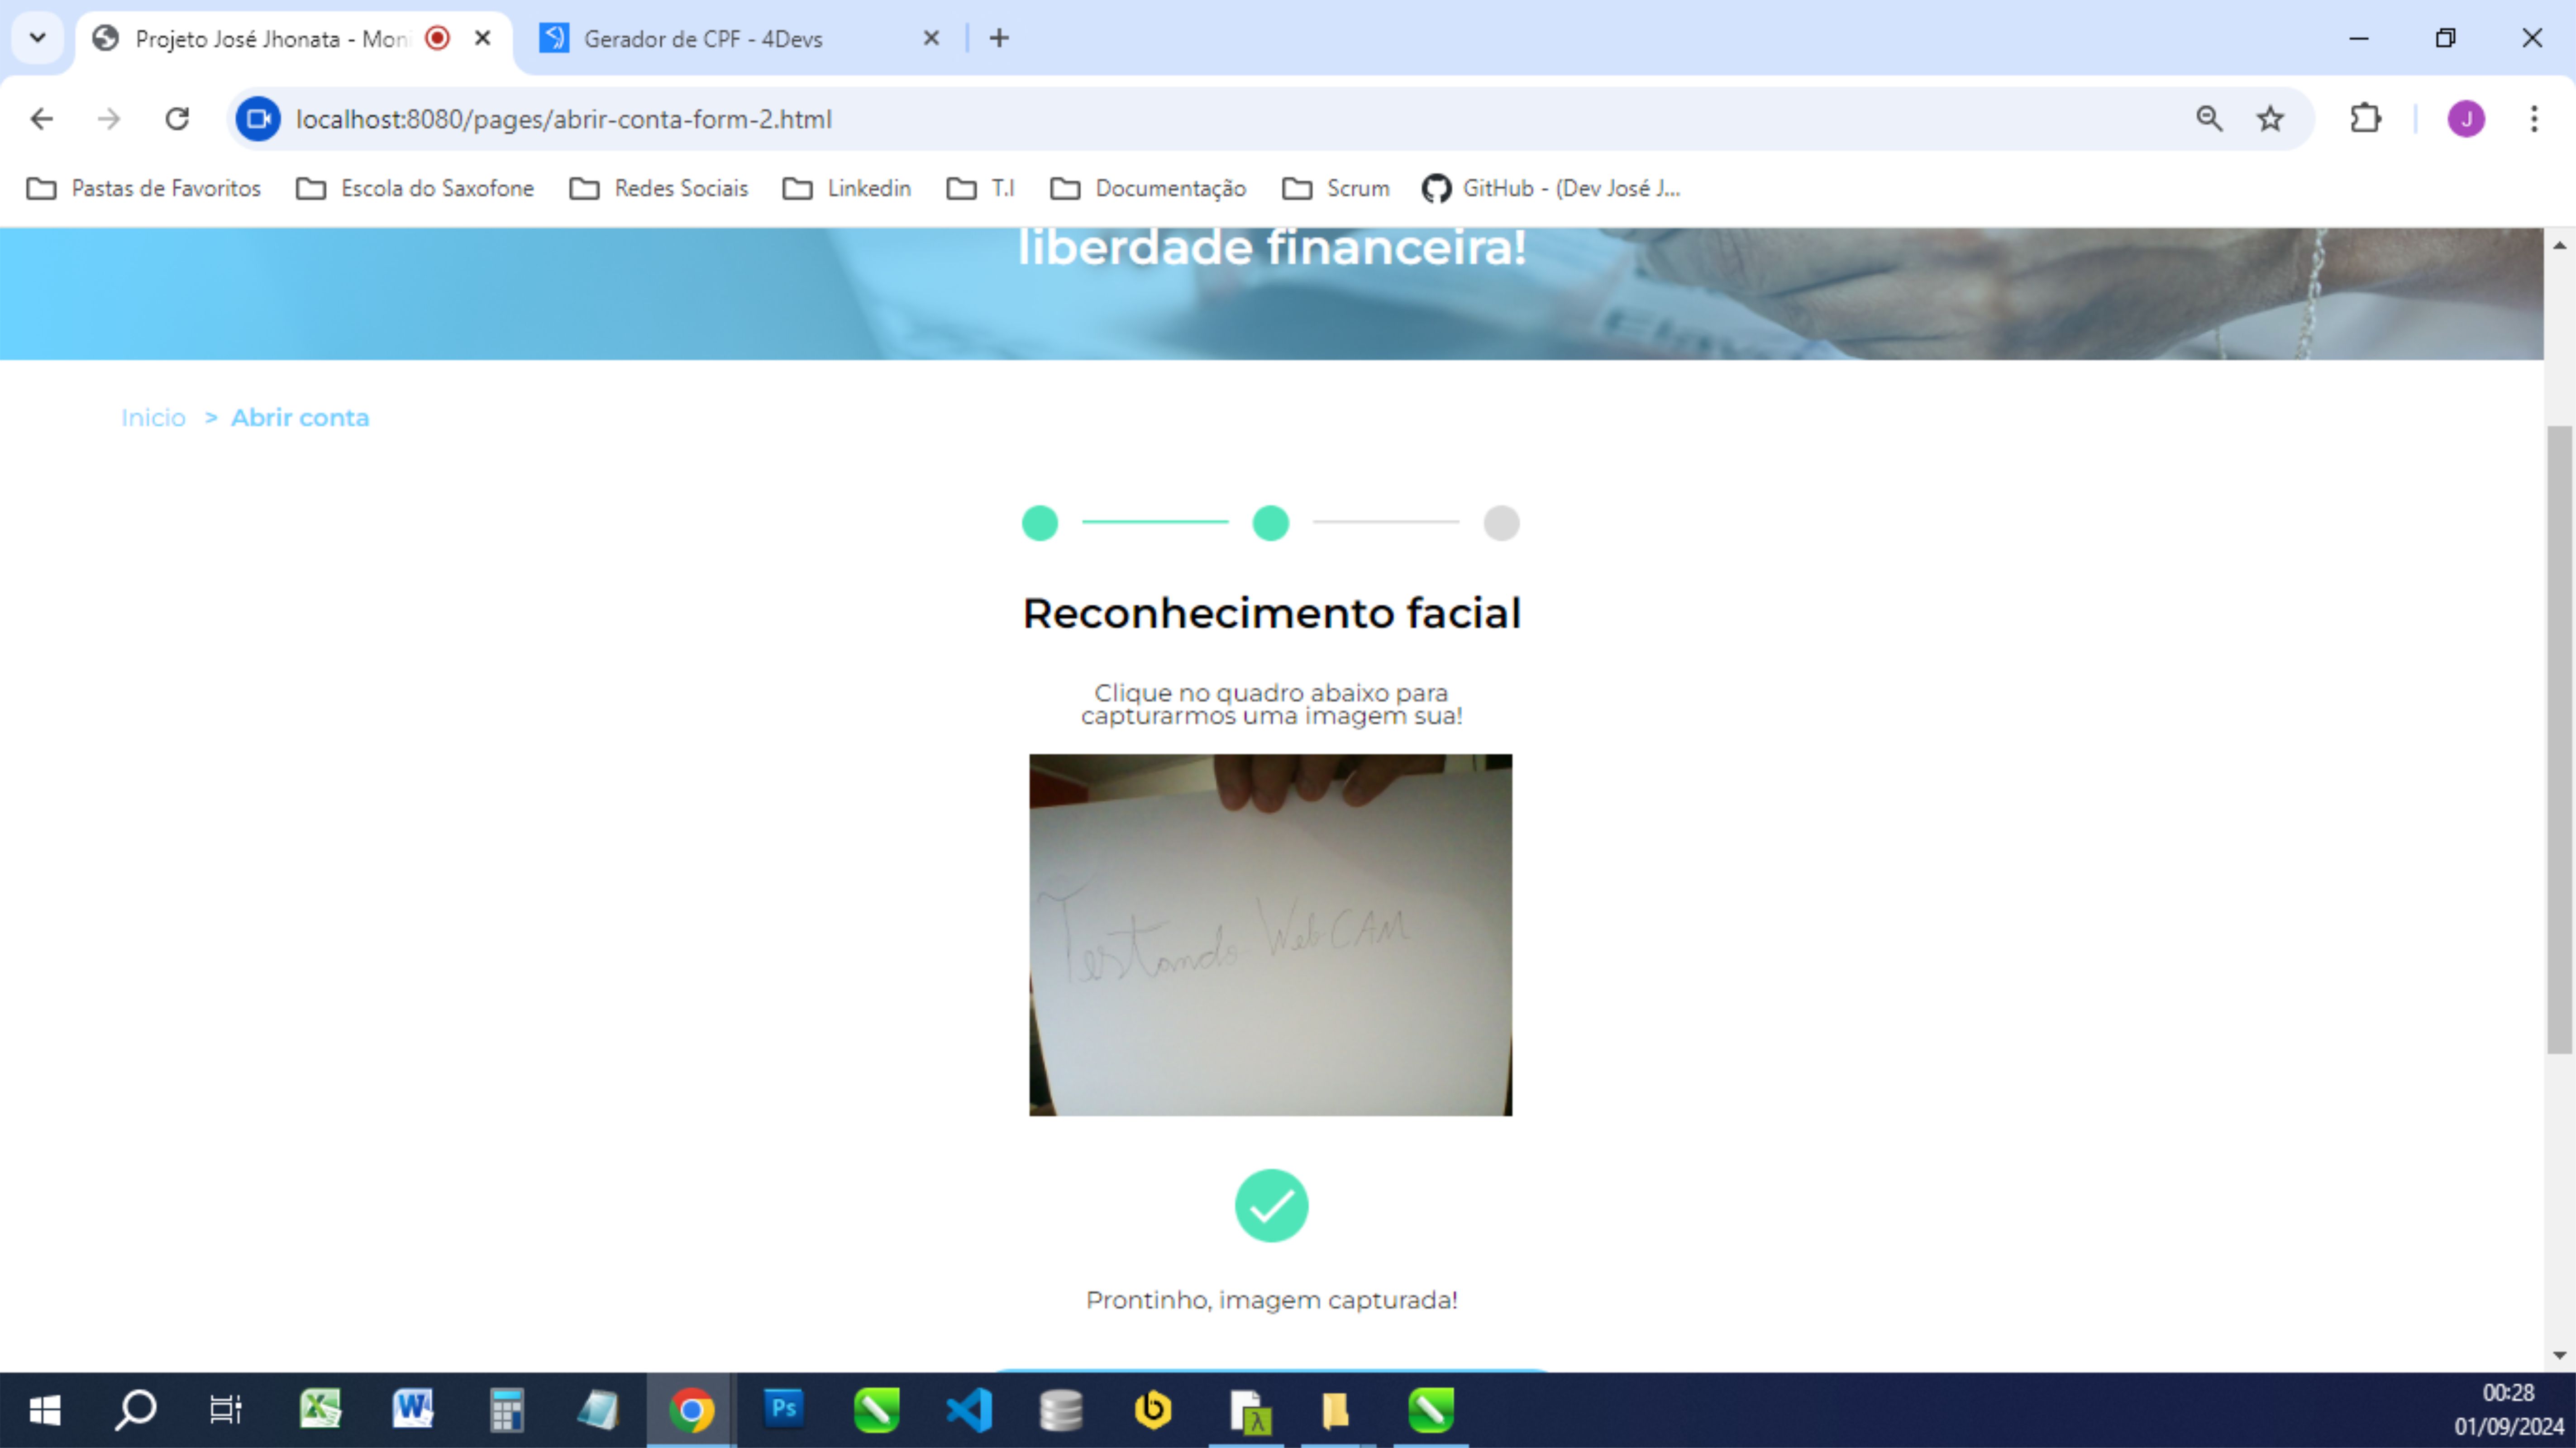 Projeto José Jhonata - Moni
Gerador de CPF - 4Devs
localhost:8080/pages/abrir-conta-form-2.html
J
Pastas de Favoritos
Escola do Saxofone
Redes Sociais
Linkedin
T.I
Documentação
Scrum
GitHub - (Dev José J...
liberdade financeira!
Inicio > Abrir conta
Reconhecimento facial
Clique no quadro abaixo para
capturarmos uma imagem sua!
Testando WebCAM
Prontinho, imagem capturada!
Ps
00:28
01/09/2024